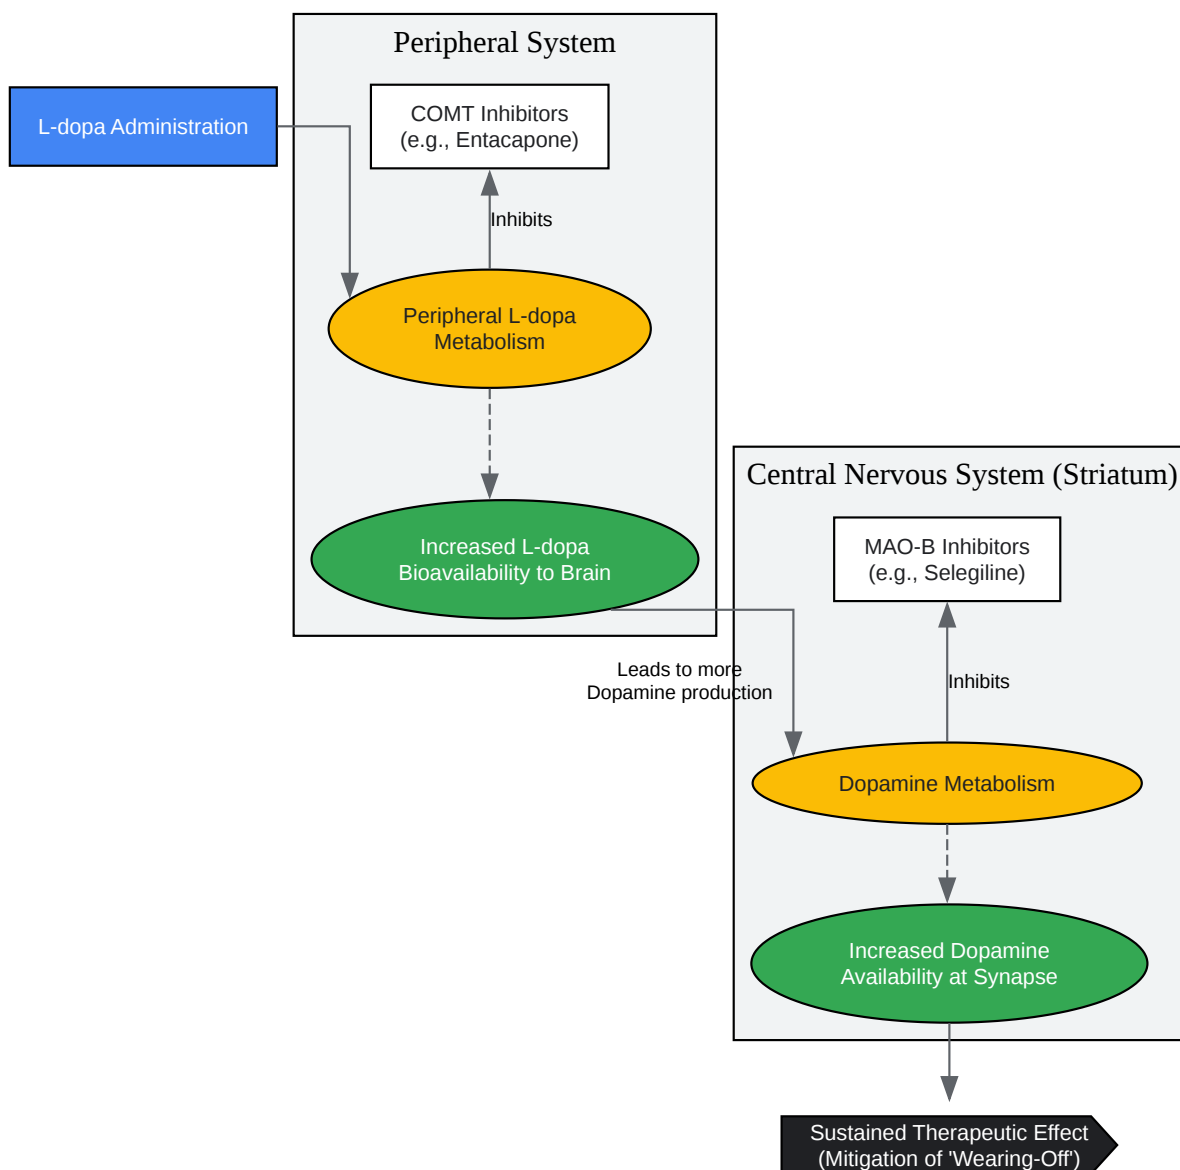 Peripheral System
L-dopa Administration
COMT Inhibitors
(e.g., Entacapone)
Inhibits
Peripheral L-dopa
Metabolism
Increased L-dopa
Bioavailability to Brain
Leads to more
Dopamine production
Central Nervous System (Striatum)
MAO-B Inhibitors
(e.g., Selegiline)
Inhibits
Dopamine Metabolism
Increased Dopamine
Availability at Synapse
Sustained Therapeutic Effect
(Mitigation of 'Wearing-Off')